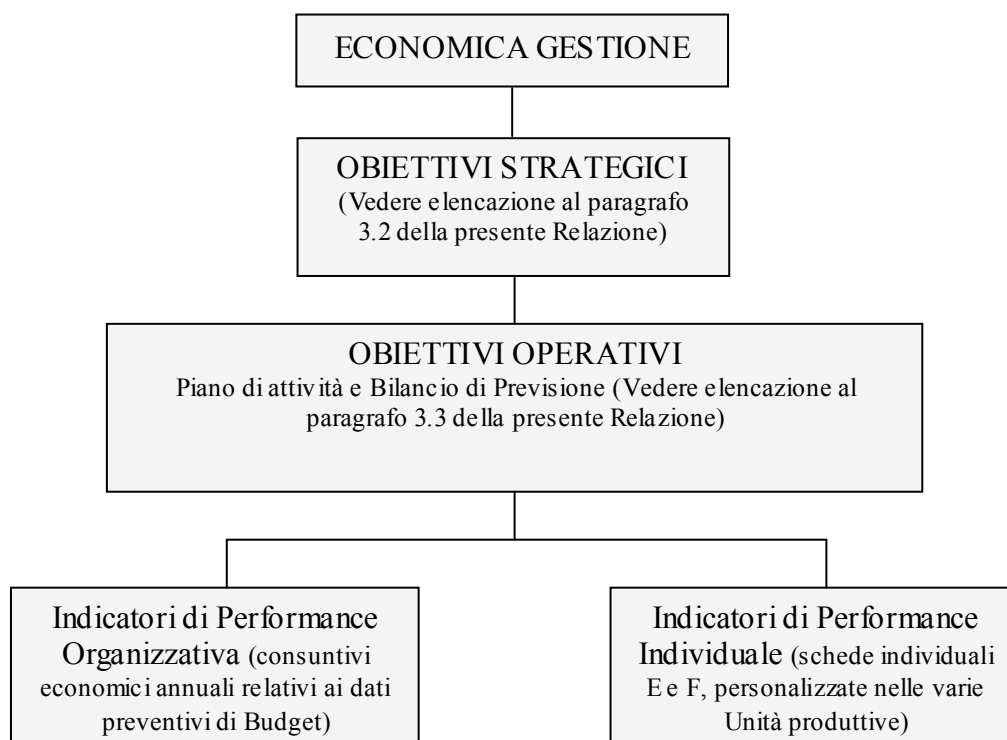 ECONOMICA GESTIONE
OBIETTIVI STRATEGICI
(Vedere elencazione al paragrafo
3.2 della presente Relazione)
OBIETTIVI OPERATIVI
Piano di attività e Bilancio di Previsione (Vedere elencazione al
paragrafo 3.3 della presente Relazione)
Indicatori di Performance
Organizzativa (consuntivi
economici annuali relativi ai dati
preventivi di Budget)
Indicatori di Performance
Individuale (schede individuali
E e F, personalizzate nelle varie
Unità produttive)